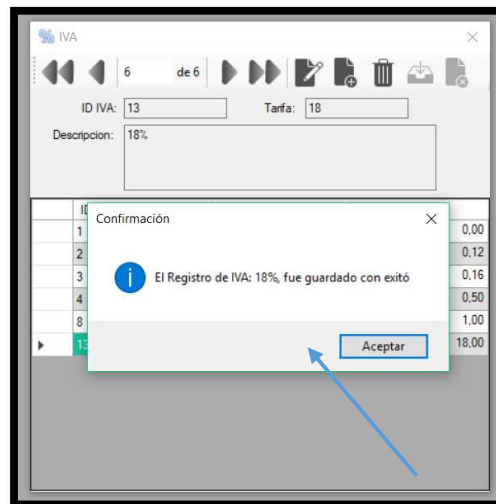 IVA
6 de 6
ID IVA: 13 Tarifa: 18
Descripcion: 18%
Confirmación
1 0,00
2 0,12
3 0,16
El Registro de IVA: 18%, fue guardado con exitó
4 0,50
8 1,00
13 18,00
Aceptar